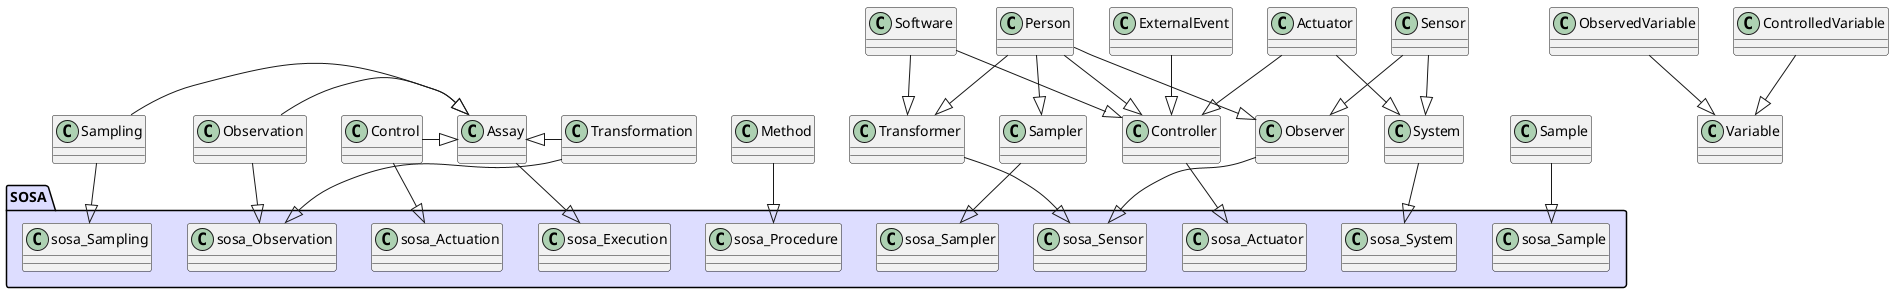 C Software
C Person
C ExternalEvent
C Actuator
C Sensor
C ObservedVariable
C ControlledVariable
C Sampling
C Observation
C Control
C Assay
C Transformation
C Method
C Transformer
C Sampler
C Controller
C Observer
C System
C Sample
C Variable
SOSA
C sosa_Sampling
C sosa_Observation
C sosa_Actuation
C sosa_Execution
C sosa_Procedure
C sosa_Sampler
C sosa_Sensor
C sosa_Actuator
C sosa_System
C sosa_Sample